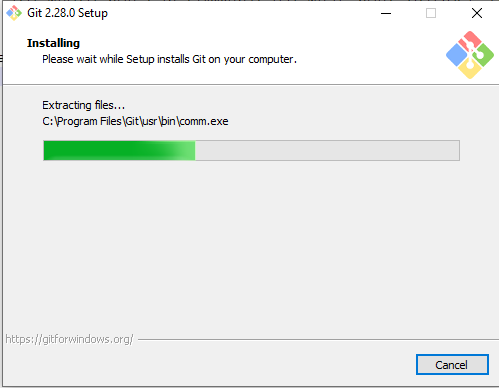 Git 2.28.0 Setup
Installing
Please wait while Setup installs Git on your computer.
Extracting files...
C:\Program Files\Git\usr\bin\comm.exe
https://gitforwindows.org/
Cancel